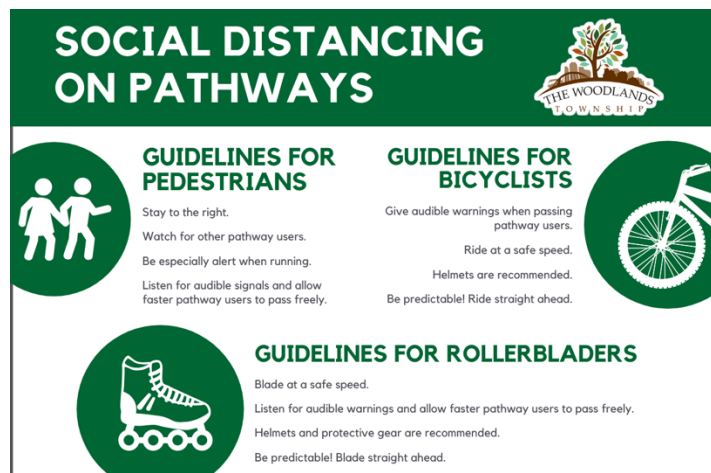 SOCIAL DISTANCING
ON PATHWAYS
THE WOODLANDS
TOWNSHIP
GUIDELINES FOR
PEDESTRIANS
Stay to the right.
Watch for other pathway users.
Be especially alert when running.
Listen for audible signals and allow
faster pathway users to pass freely.
GUIDELINES FOR
BICYCLISTS
Give audible warnings when passing
pathway users.
Ride at a safe speed.
Helmets are recommended.
Be predictable! Ride straight ahead.
GUIDELINES FOR ROLLERBLADERS
Blade at a safe speed.
Listen for audible warnings and allow faster pathway users to pass freely.
Helmets and protective gear are recommended.
Be predictable! Blade straight ahead.